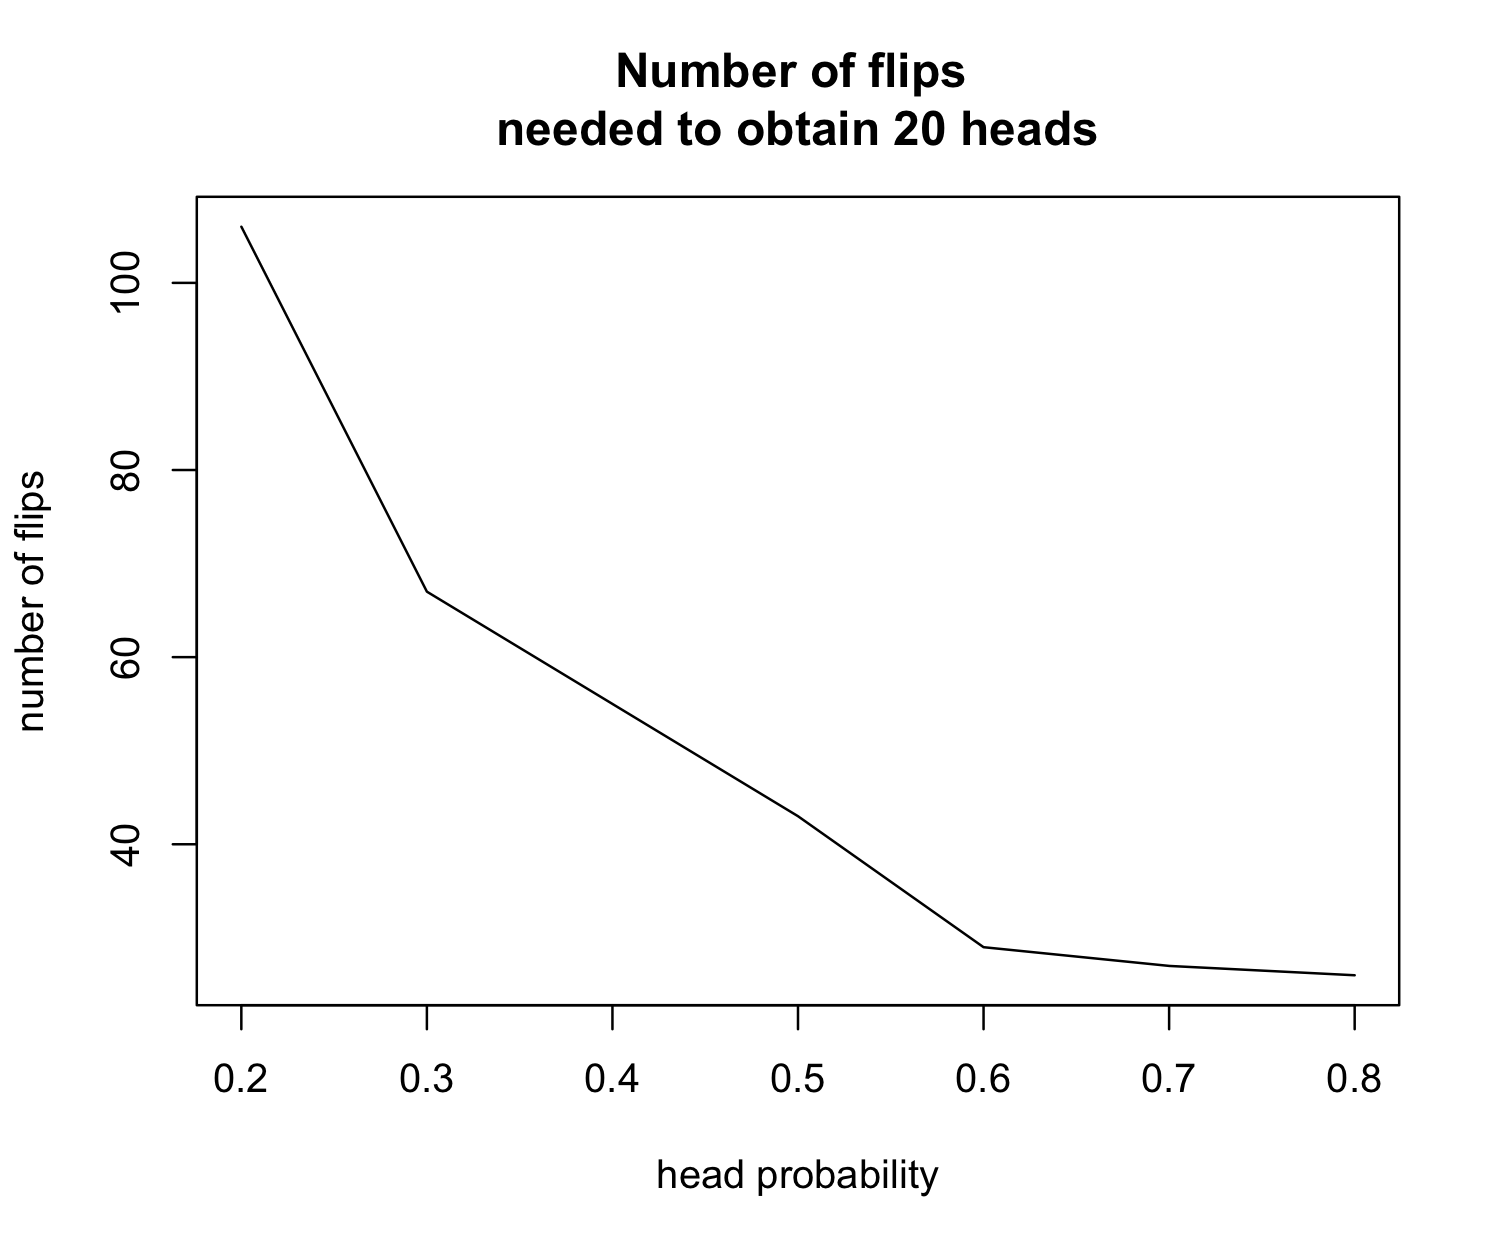 Number of flips
needed to obtain 20 heads
100
80
60
40
number of flips
0.2 0.3 0.4 0.5 0.6 0.7 0.8
head probability